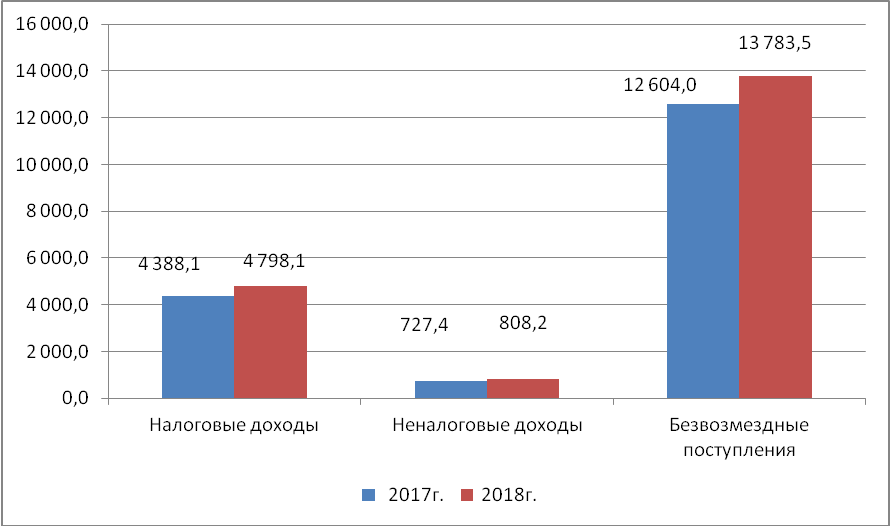 16 000,0
14 000,0
12 000,0
10 000,0
8 000,0
6 000,0
4 000,0
2 000,0
0,0
4 388,1
4 798,1
727,4
808,2
12 604,0
13 783,5
Налоговые доходы
Неналоговые доходы
Безвозмездные
поступления
2017г.
2018г.